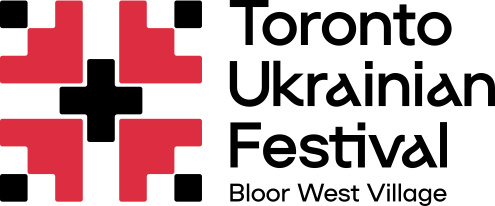 Toronto
Ukrainian
Festival
Bloor West Village